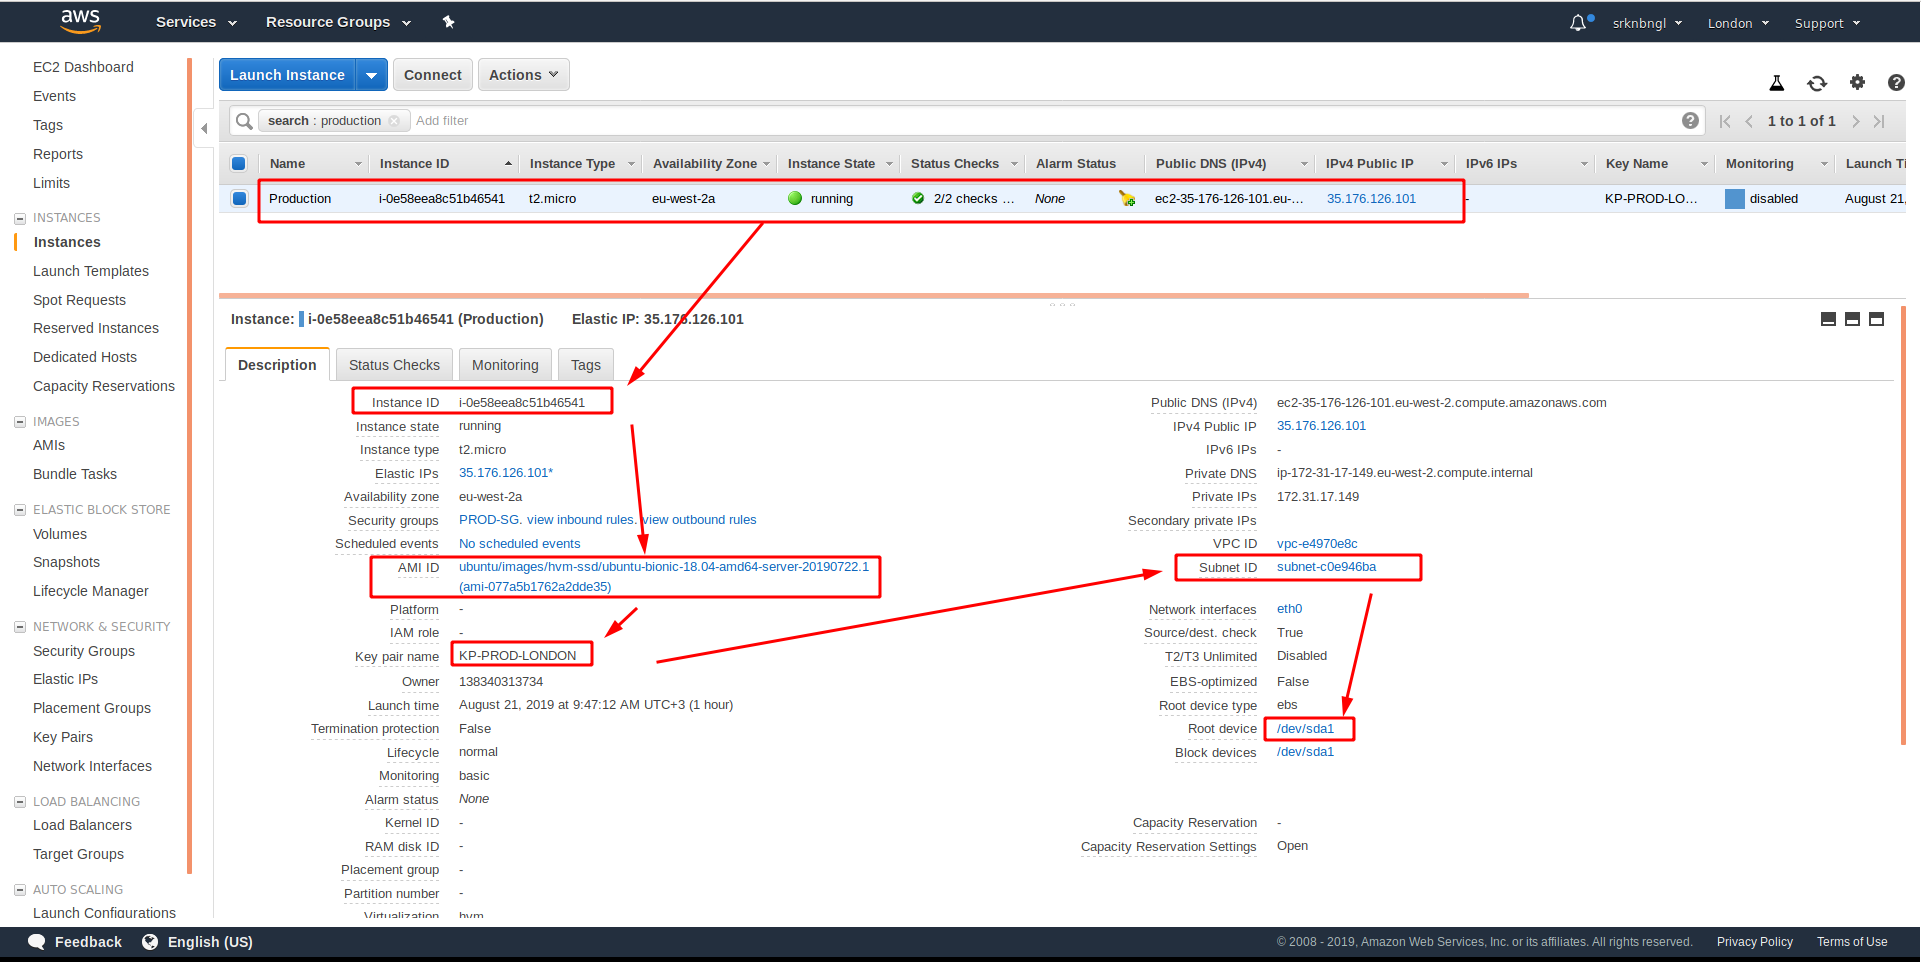 aws Services Resource Groups srknbngl London Support
EC2 Dashboard
Events
Tags
Reports
Limits
INSTANCES
Instances
Launch Templates
Spot Requests
Reserved Instances
Dedicated Hosts
Capacity Reservations
IMAGES
AMIs
Bundle Tasks
ELASTIC BLOCK STORE
Volumes
Snapshots
Lifecycle Manager
NETWORK & SECURITY
Security Groups
Elastic IPs
Placement Groups
Key Pairs
Network Interfaces
LOAD BALANCING
Load Balancers
Target Groups
AUTO SCALING
Launch Configurations
Launch Instance Connect Actions
search : production Add filter 1 to 1 of 1
Name Instance ID Instance Type Availability Zone Instance State Status Checks Alarm Status Public DNS (IPv4) IPv4 Public IP IPv6 IPs Key Name Monitoring Launch Ti
Production i-0e58eea8c51b46541 t2.micro eu-west-2a running 2/2 checks ... None ec2-35-176-126-101.eu-... 35.176.126.101 - KP-PROD-LO... disabled August 21,
Instance: i-0e58eea8c51b46541 (Production) Elastic IP: 35.176.126.101
Description Status Checks Monitoring Tags
Instance ID i-0e58eea8c51b46541
Instance state running
Instance type t2.micro
Elastic IPs 35.176.126.101*
Availability zone eu-west-2a
Security groups PROD-SG. view inbound rules. view outbound rules
Scheduled events No scheduled events
AMI ID ubuntu/images/hvm-ssd/ubuntu-bionic-18.04-amd64-server-20190722.1
(ami-077a5b1762a2dde35)
Platform -
IAM role -
Key pair name KP-PROD-LONDON
Owner 138340313734
Launch time August 21, 2019 at 9:47:12 AM UTC+3 (1 hour)
Termination protection False
Lifecycle normal
Monitoring basic
Alarm status None
Kernel ID -
RAM disk ID -
Placement group -
Partition number -
Virtualization hvm
Public DNS (IPv4) ec2-35-176-126-101.eu-west-2.compute.amazonaws.com
IPv4 Public IP 35.176.126.101
IPv6 IPs -
Private DNS ip-172-31-17-149.eu-west-2.compute.internal
Private IPs 172.31.17.149
Secondary private IPs
VPC ID vpc-e4970e8c
Subnet ID subnet-c0e946ba
Network interfaces eth0
Source/dest. check True
T2/T3 Unlimited Disabled
EBS-optimized False
Root device type ebs
Root device /dev/sda1
Block devices /dev/sda1
Capacity Reservation -
Capacity Reservation Settings Open
Feedback English (US) © 2008 - 2019, Amazon Web Services, Inc. or its affiliates. All rights reserved. Privacy Policy Terms of Use